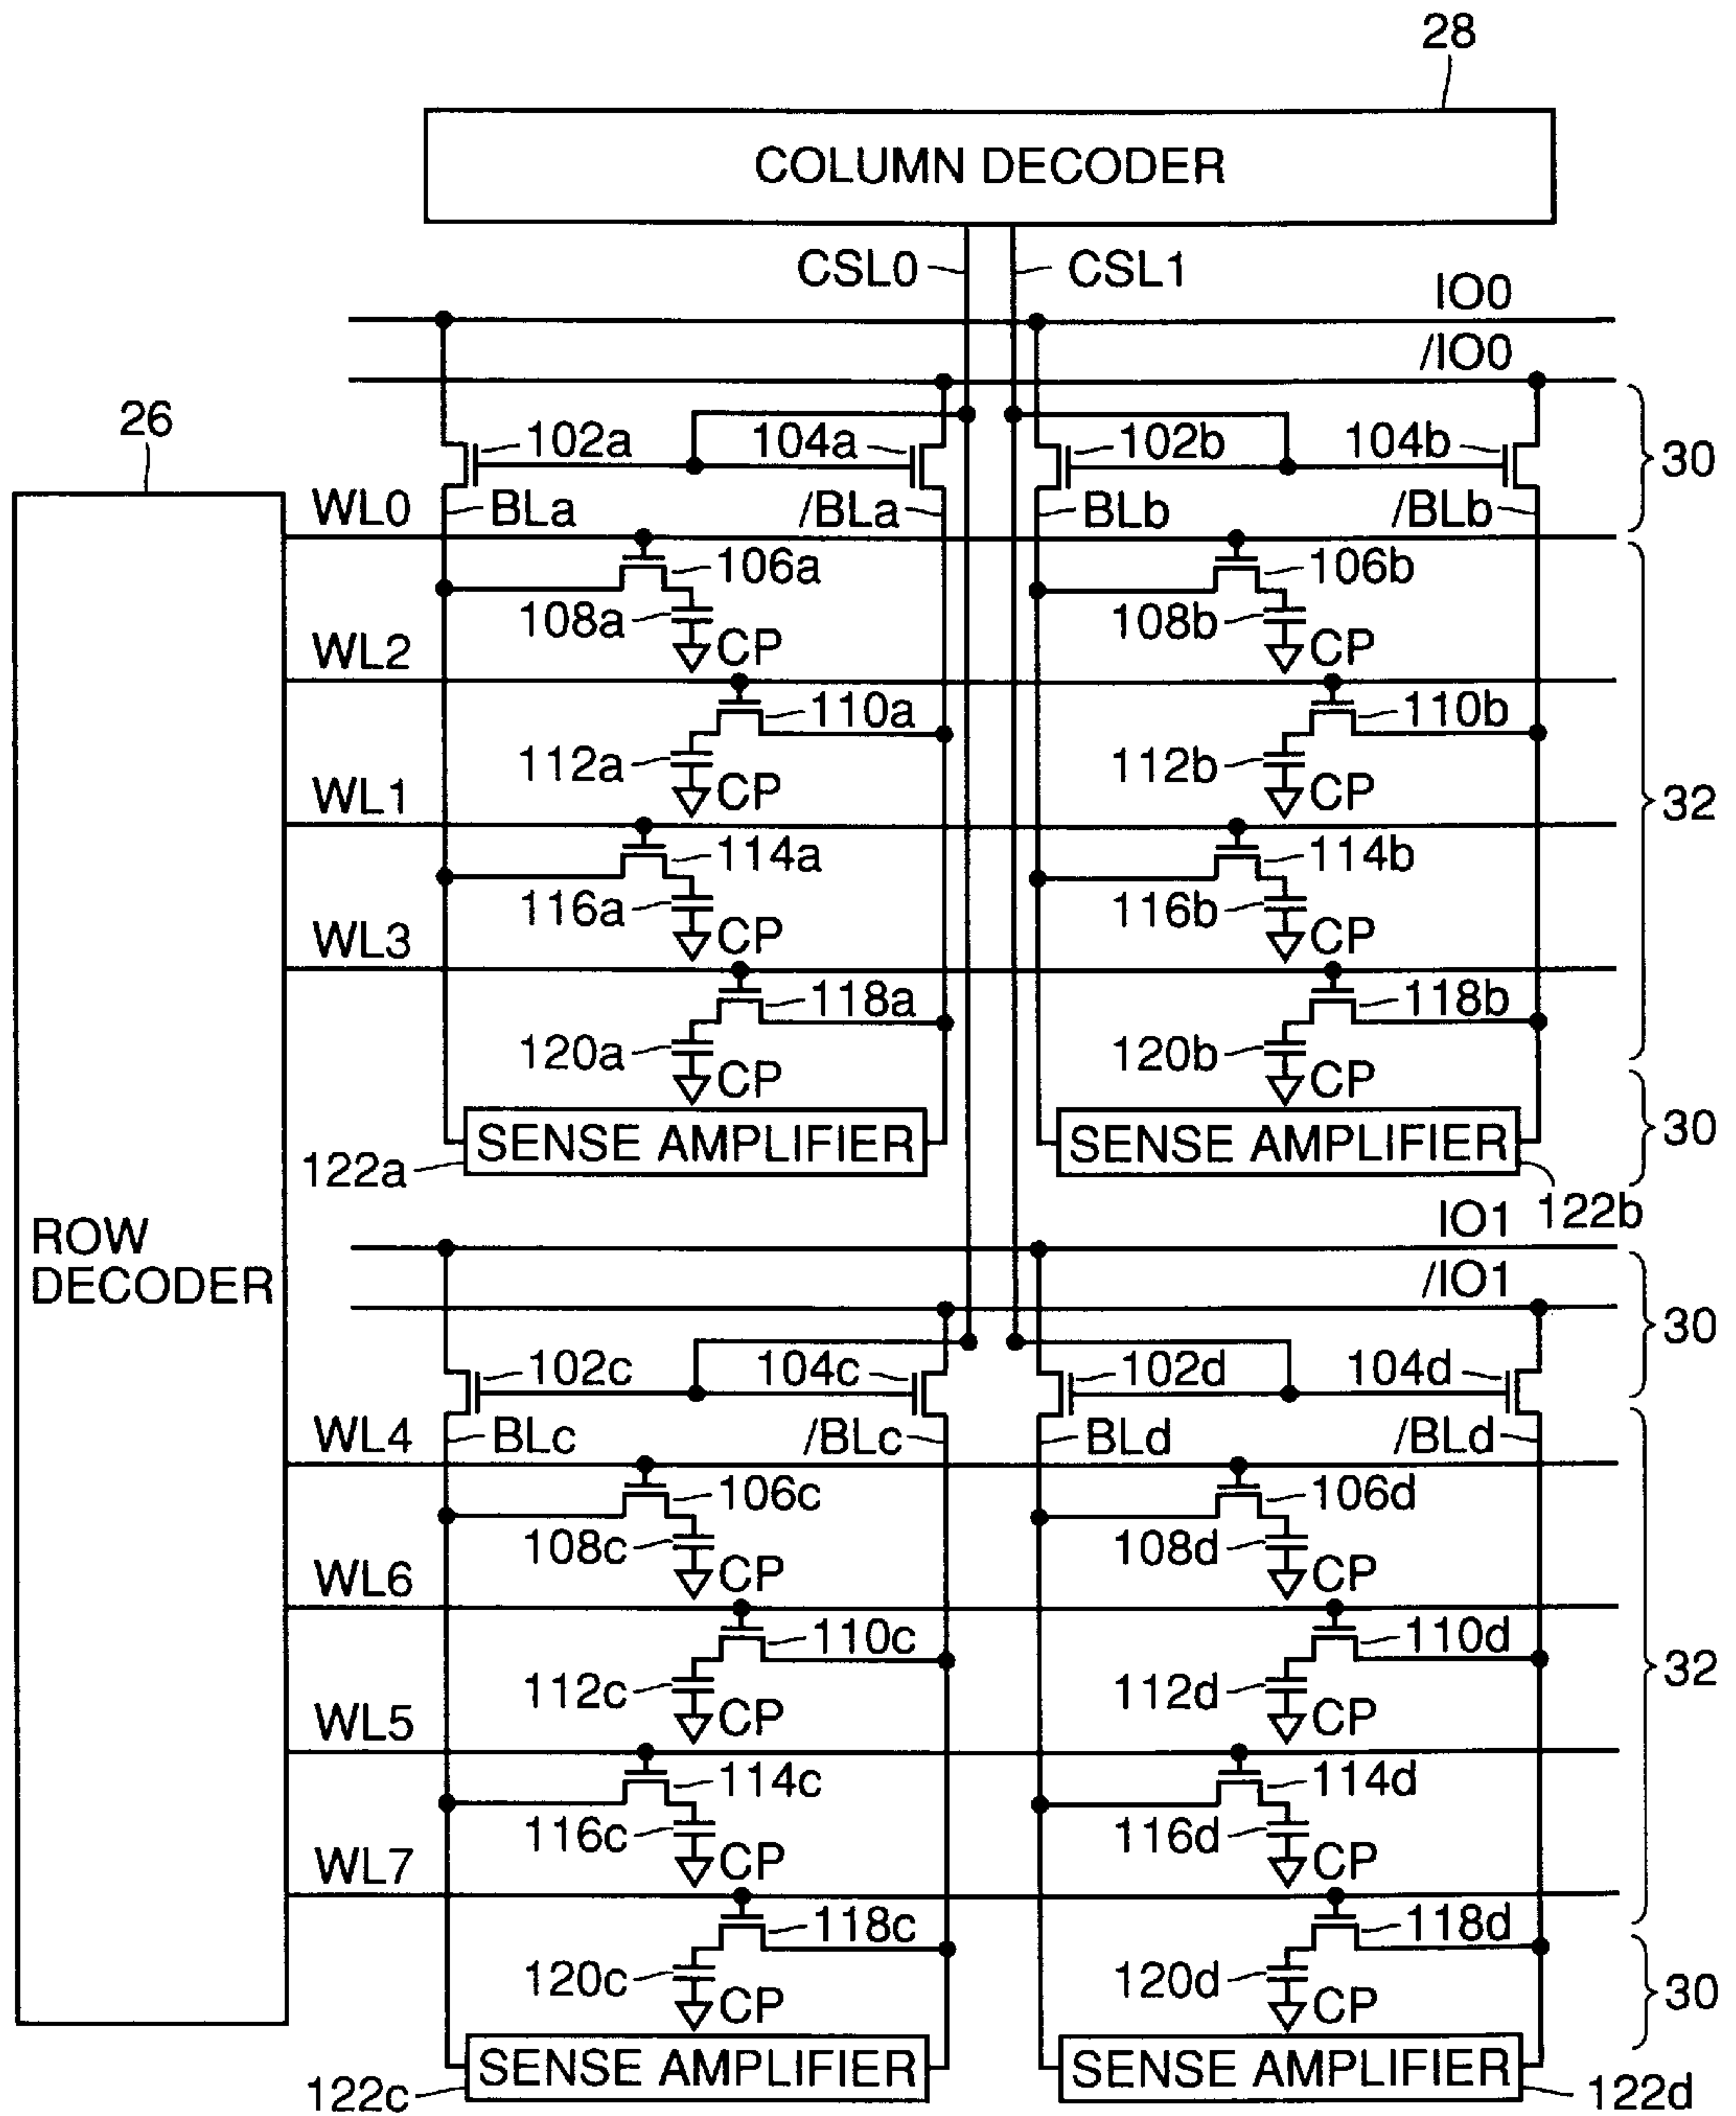 28
COLUMN DECODER
CSL0 CSL1
IO0
/IO0
26
102a 104a 102b 104b 30
WL0 BLa /BLa BLb /BLb
106a 106b
108a 108b
WL2 CP CP
110a 110b
112a 112b
WL1 CP CP 32
114a 114b
116a 116b
WL3 CP CP
118a 118b
120a 120b
CP CP
SENSE AMPLIFIER SENSE AMPLIFIER 30
122a 122b
IO1
ROW
DECODER
/IO1
30
102c 104c 102d 104d
WL4 BLc /BLc BLd /BLd
106c 106d
108c 108d
WL6 CP CP
110c 110d
32
112c 112d
WL5 CP CP
114c 114d
116c 116d
WL7 CP CP
118c 118d
120c 120d 30
CP CP
SENSE AMPLIFIER SENSE AMPLIFIER
122c 122d